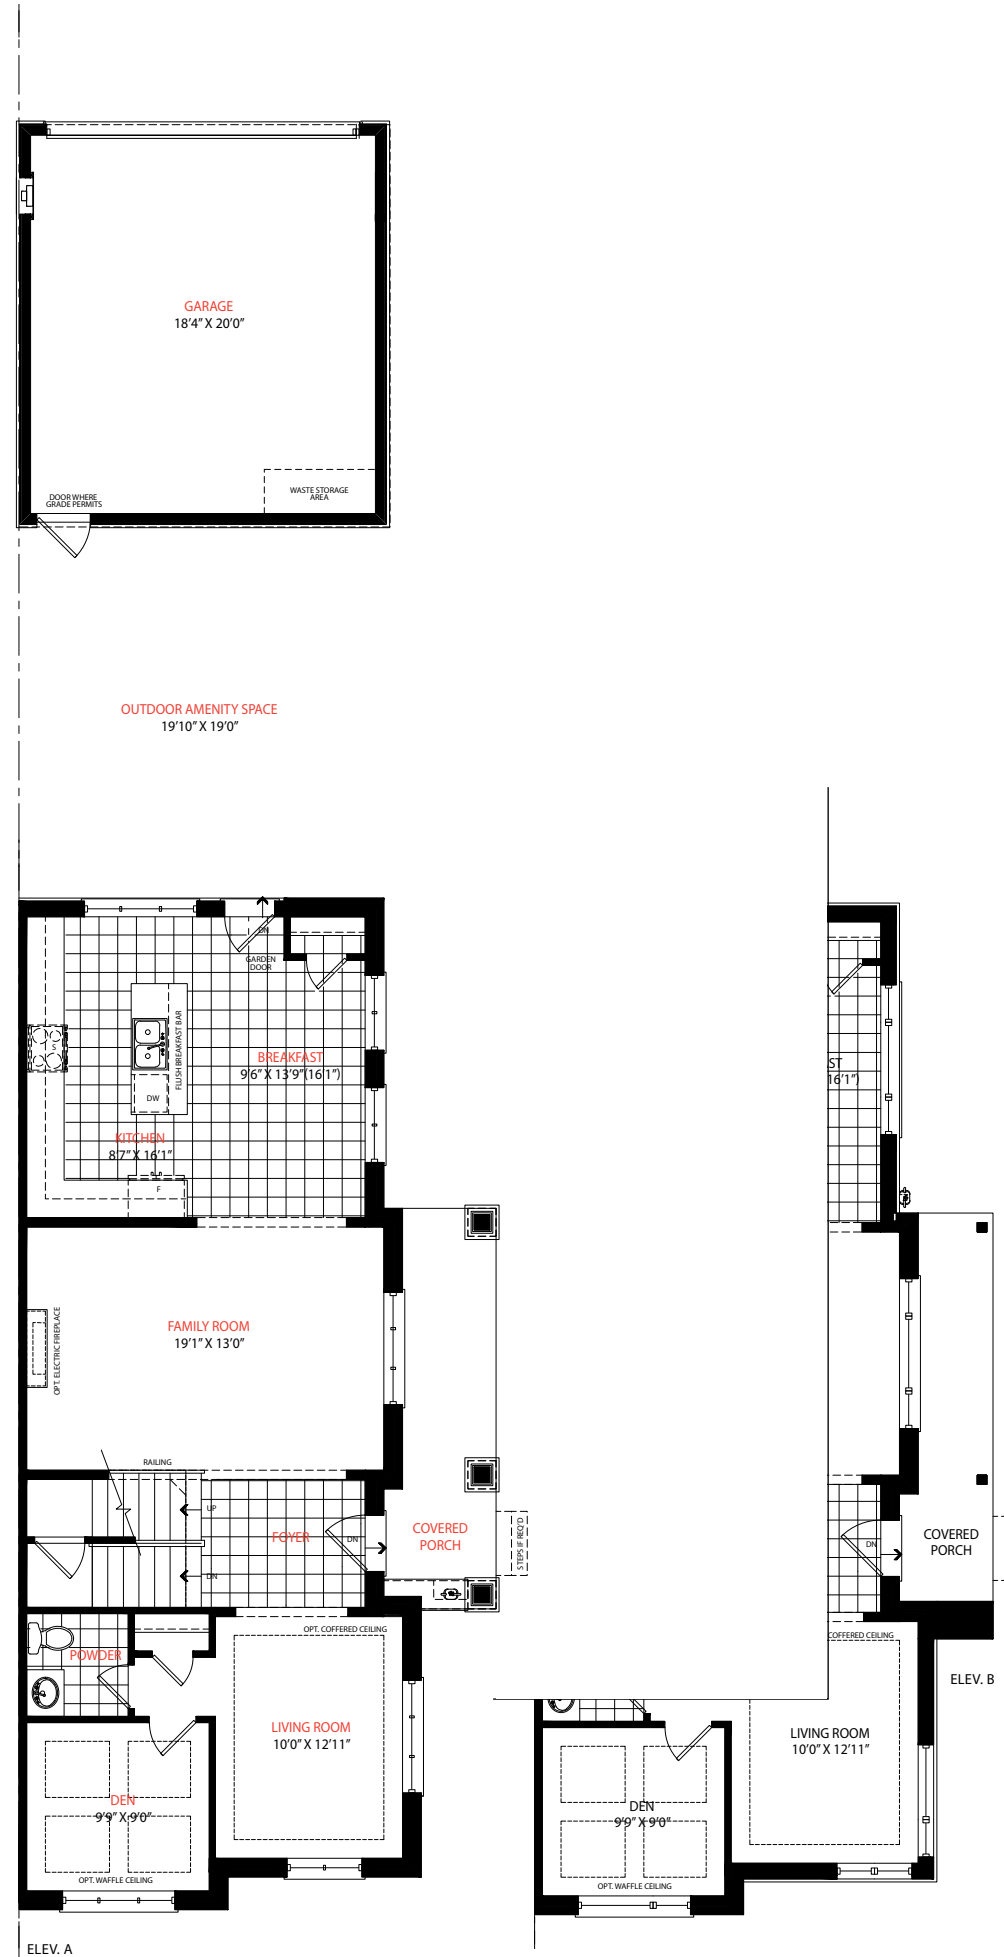 GARAGE
18'4" X 20'0"
DOOR WHERE
GRADE PERMITS
WASTE STORAGE
AREA
OUTDOOR AMENITY SPACE
19'10" X 19'0"
DN
GARDEN
DOOR
S
FLUSH BREAKFAST BAR
DW
BREAKFAST
9'6" X 13'9"(16'1")
KITCHEN
8'7" X 16'1"
F
OPT. ELECTRIC FIREPLACE
FAMILY ROOM
19'1" X 13'0"
RAILING
UP
FOYER
DN
DN
COVERED
PORCH
STEPS IF REQ'D
POWDER
OPT. COFFERED CEILING
LIVING ROOM
10'0" X 12'11"
DEN
9'9" X 9'0"
OPT. WAFFLE CEILING
ELEV. A
ST
16'1")
DN
COVERED
PORCH
COFFERED CEILING
ELEV. B
LIVING ROOM
10'0" X 12'11"
DEN
9'9" X 9'0"
OPT. WAFFLE CEILING